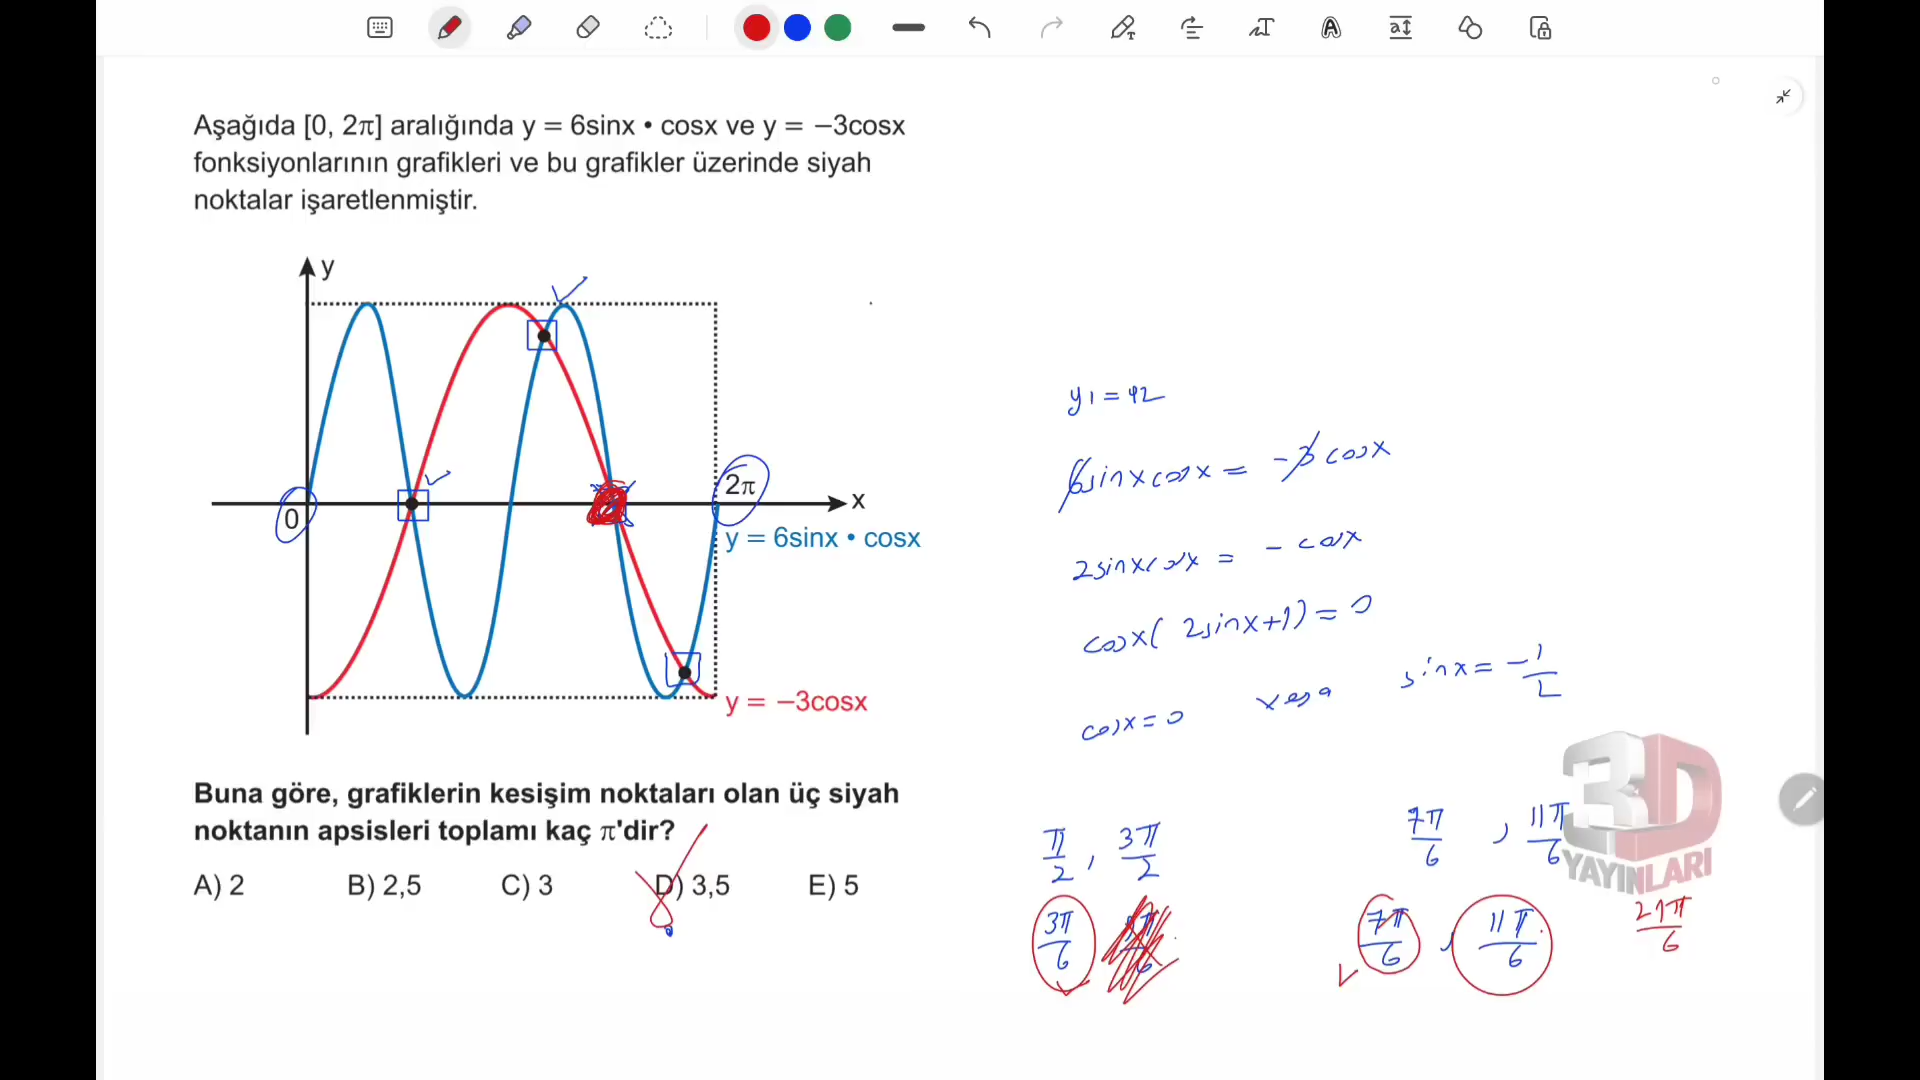 Aşağıda [0, 2π] aralığında y = 6sinx • cosx ve y = −3cosx
fonksiyonlarının grafikleri ve bu grafikler üzerinde siyah
noktalar işaretlenmiştir.
y
2π
x
0
y = 6sinx • cosx
y = −3cosx
Buna göre, grafiklerin kesişim noktaları olan üç siyah
noktanın apsisleri toplamı kaç π'dir?
A) 2 B) 2,5 C) 3 D) 3,5 E) 5
y1 = y2
6sinxcosx = -3cosx
2sinxcosx = - cosx
cosx( 2sinx+1) = 0
cosx = 0 veya sinx = -1/2
π/2 , 3π/2 7π/6 , 11π/6
3π/6 7π/6 , 11π/6 21π/6
3D
YAYINLARI